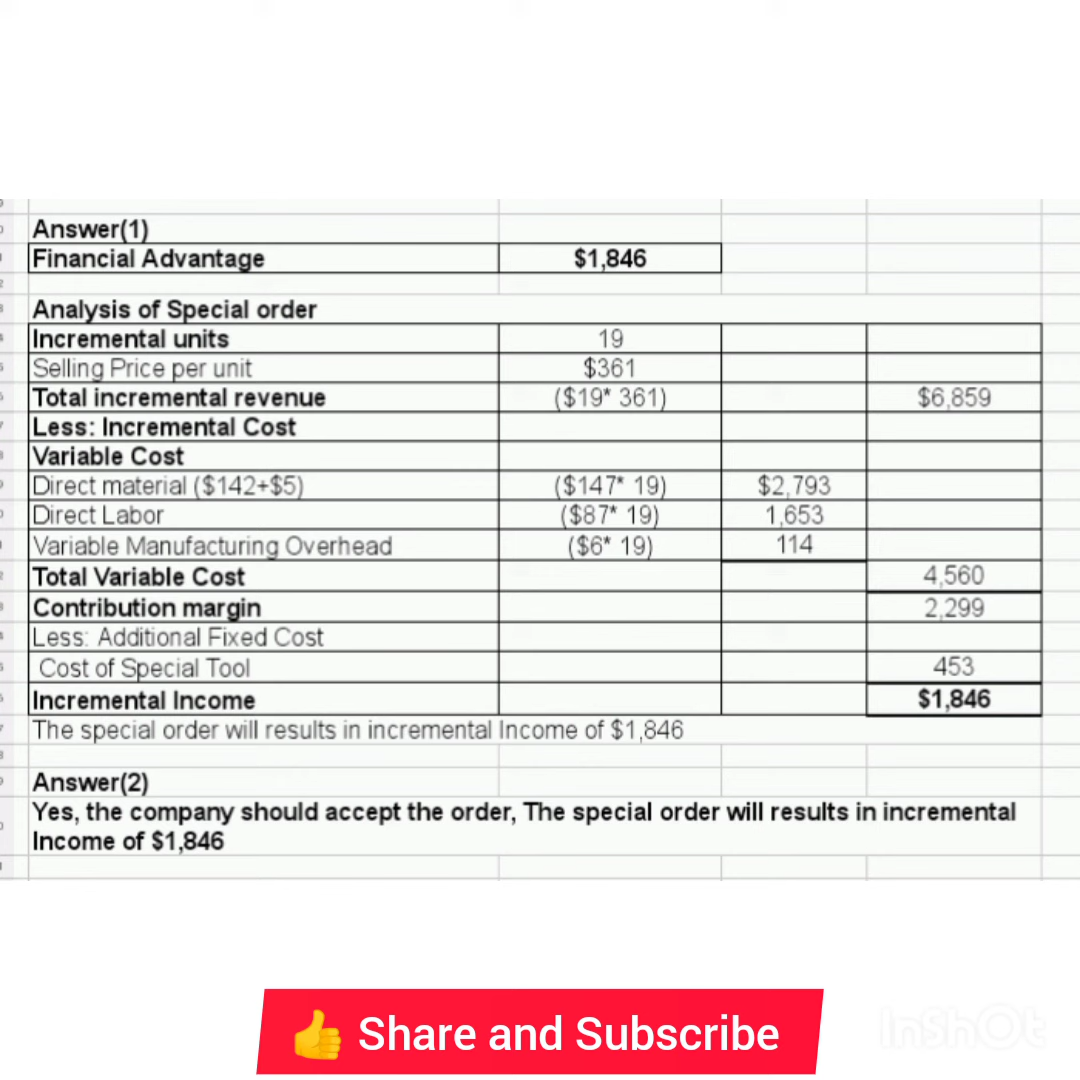 Answer(1)
Financial Advantage $1,846
Analysis of Special order
Incremental units 19
Selling Price per unit $361
Total incremental revenue ($19* 361) $6,859
Less: Incremental Cost
Variable Cost
Direct material ($142+$5) ($147* 19) $2,793
Direct Labor ($87* 19) 1,653
Variable Manufacturing Overhead ($6* 19) 114
Total Variable Cost 4,560
Contribution margin 2,299
Less: Additional Fixed Cost
Cost of Special Tool 453
Incremental Income $1,846
The special order will results in incremental Income of $1,846
Answer(2)
Yes, the company should accept the order, The special order will results in incremental
Income of $1,846
👍 Share and Subscribe
InShOt